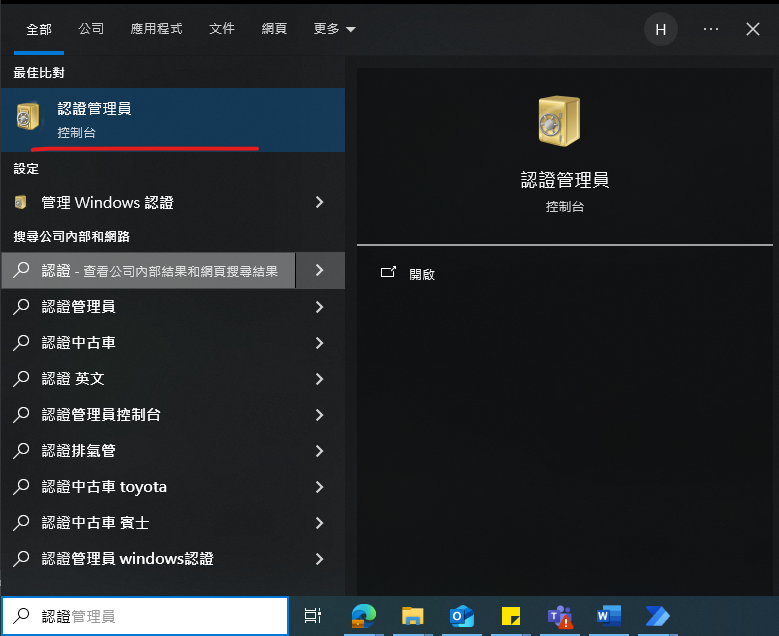 全部 公司 應用程式 文件 網頁 更多
H
最佳比對
認證管理員
控制台
設定
管理 Windows 認證
搜尋公司內部和網路
認證 - 查看公司內部結果和網頁搜尋結果
認證管理員
認證中古車
認證 英文
認證管理員控制台
認證排氣管
認證中古車 toyota
認證中古車 賓士
認證管理員 windows認證
認證管理員
控制台
開啟
認證管理員